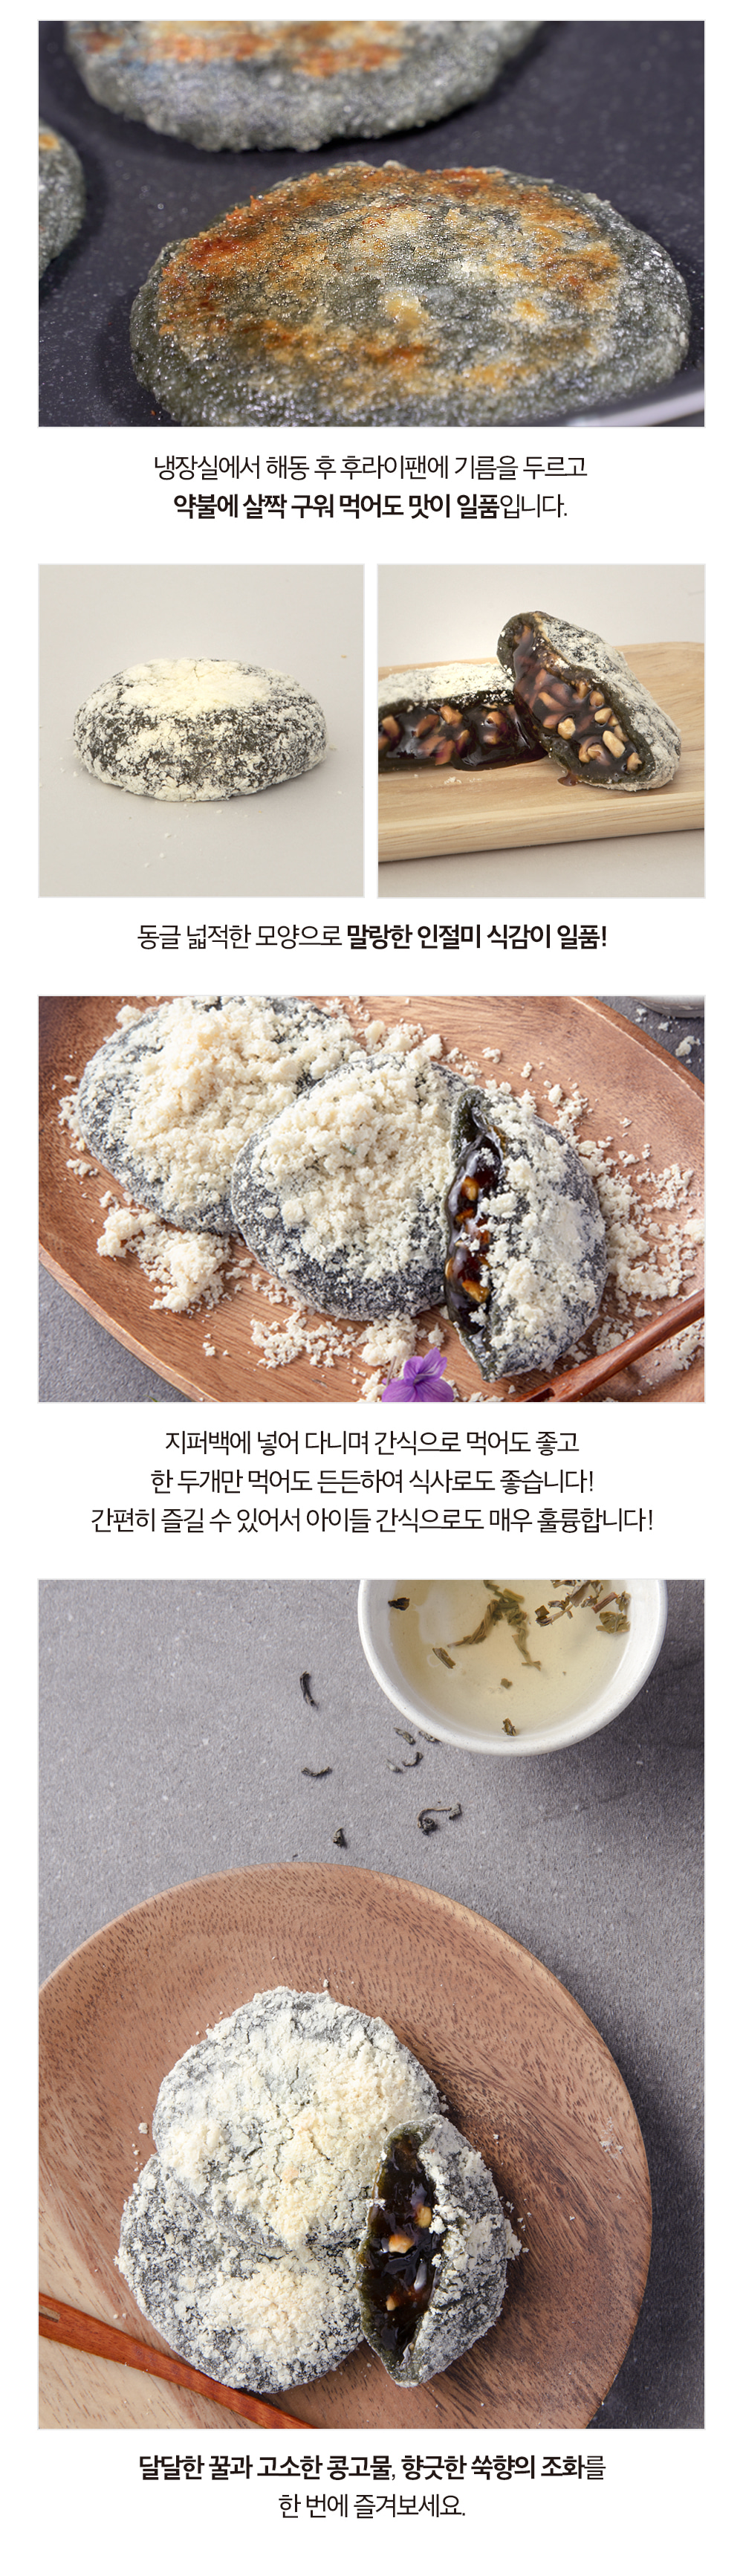 냉장실에서 해동 후 후라이팬에 기름을 두르고
약불에 살짝 구워 먹어도 맛이 일품입니다.
동글 넓적한 모양으로 말랑한 인절미 식감이 일품!
지퍼백에 넣어 다니며 간식으로 먹어도 좋고
한 두개만 먹어도 든든하여 식사로도 좋습니다!
간편히 즐길 수 있어서 아이들 간식으로도 매우 훌륭합니다!
달달한 꿀과 고소한 콩고물, 향긋한 쑥향의 조화를
한 번에 즐겨보세요.